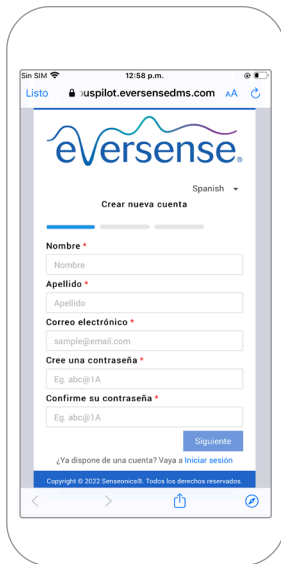 Sin SIM 12:58 p.m.
Listo uspilot.eversensedms.com AA
eversense®
Spanish
Crear nueva cuenta
Nombre *
Nombre
Apellido *
Apellido
Correo electrónico *
sample@email.com
Cree una contraseña *
Eg. abc@1A
Confirme su contraseña *
Eg. abc@1A
Siguiente
¿Ya dispone de una cuenta? Vaya a Iniciar sesión
Copyright © 2022 Senseonics®. Todos los derechos reservados.